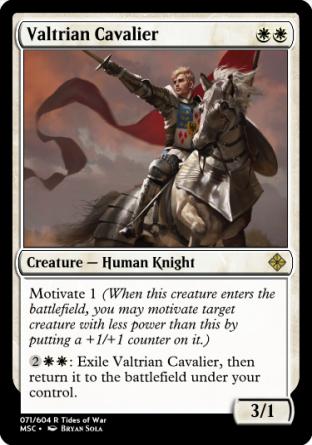 Valtrian Cavalier
Creature — Human Knight
Motivate 1 (When this creature enters the
battlefield, you may motivate target
creature with less power than this by
putting a +1/+1 counter on it.)
2: Exile Valtrian Cavalier, then
return it to the battlefield under your
control.
3/1
071/604 R Tides of War
MSC • Bryan Sola